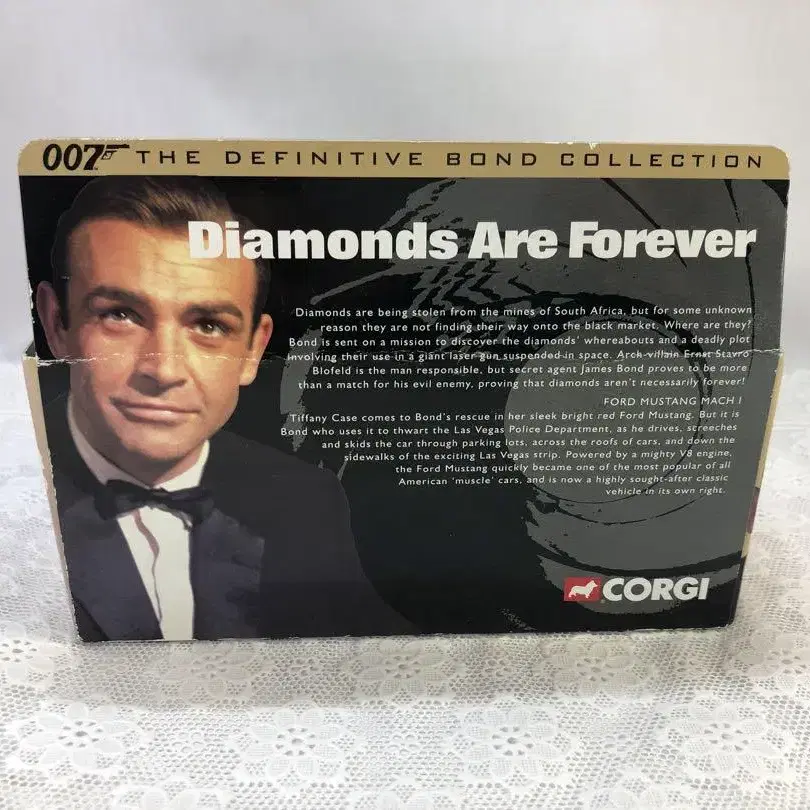 007 THE DEFINITIVE BOND COLLECTION
Diamonds Are Forever
Diamonds are being stolen from the mines of South Africa, but for some unknown
reason they are not finding their way onto the black market. Where are they?
Bond is sent on a mission to discover the diamonds' whereabouts and a deadly plot
involving their use in a giant laser gun suspended in space. Arch-villain Ernst Stavro
Blofeld is the man responsible, but secret agent James Bond proves to be more
than a match for his evil enemy, proving that diamonds aren't necessarily forever!
FORD MUSTANG MACH I
Tiffany Case comes to Bond's rescue in her sleek bright red Ford Mustang. But it is
Bond who uses it to thwart the Las Vegas Police Department, as he drives, screeches
and skids the car through parking lots, across the roofs of cars, and down the
sidewalks of the exciting Las Vegas strip. Powered by a mighty V8 engine,
the Ford Mustang quickly became one of the most popular of all
American 'muscle' cars, and is now a highly sought-after classic
vehicle in its own right.
CORGI